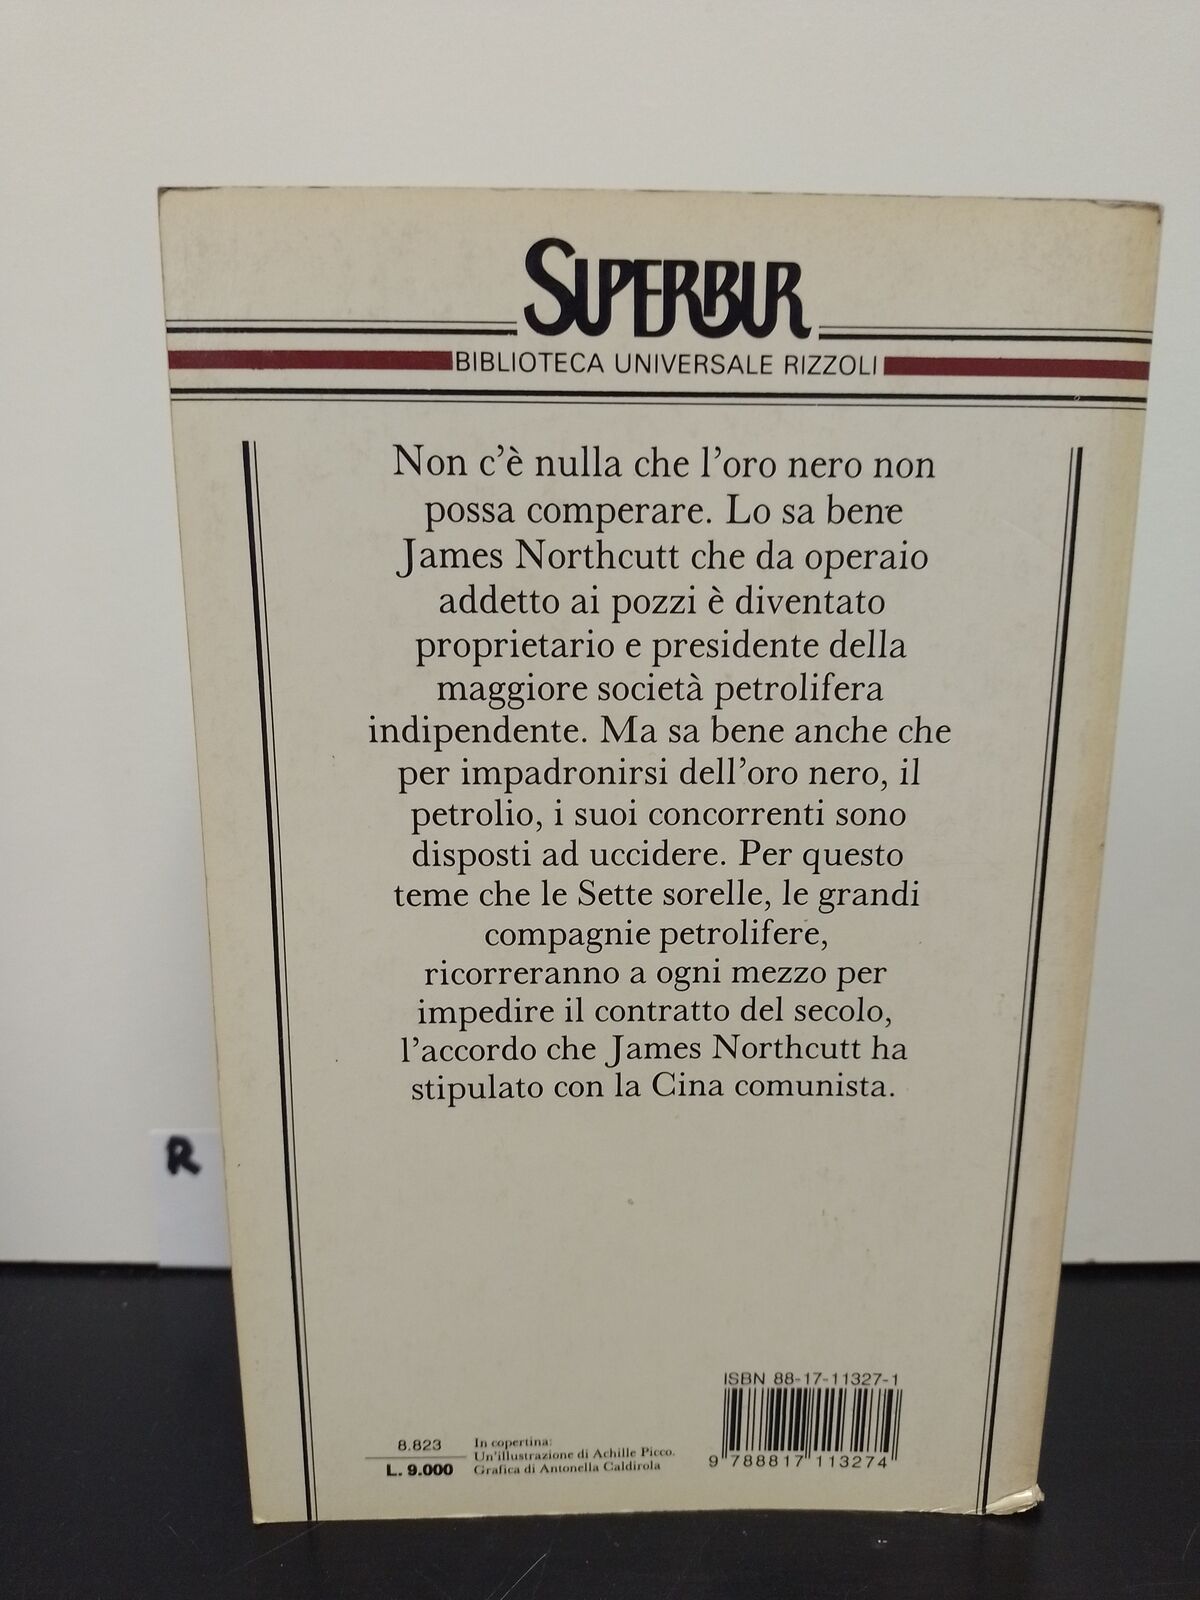 SUPERBUR
BIBLIOTECA UNIVERSALE RIZZOLI
Non c'è nulla che l'oro nero non
possa comperare. Lo sa bene
James Northcutt che da operaio
addetto ai pozzi è diventato
proprietario e presidente della
maggiore società petrolifera
indipendente. Ma sa bene anche che
per impadronirsi dell'oro nero, il
petrolio, i suoi concorrenti sono
disposti ad uccidere. Per questo
teme che le Sette sorelle, le grandi
compagnie petrolifere,
ricorreranno a ogni mezzo per
impedire il contratto del secolo,
l'accordo che James Northcutt ha
stipulato con la Cina comunista.
R
ISBN 88-17-11327-1
9 788817 113274
8.823
L. 9.000
In copertina:
Un'illustrazione di Achille Picco.
Grafica di Antonella Caldirola